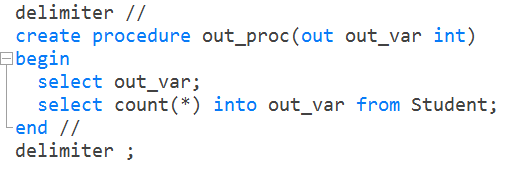 delimiter //
create procedure out_proc(out out_var int)
begin
  select out_var;
  select count(*) into out_var from Student;
end //
delimiter ;